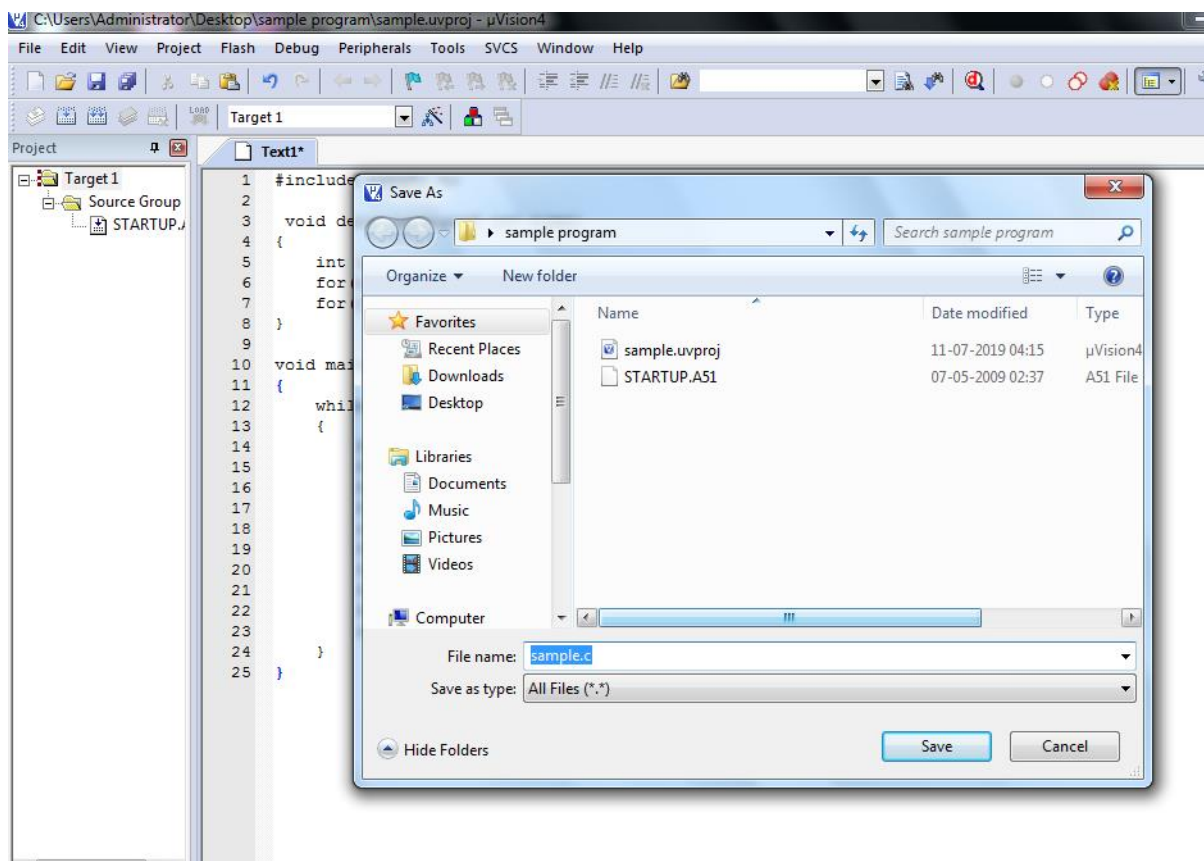 C:\Users\Administrator\Desktop\sample program\sample.uvproj - µVision4
File Edit View Project Flash Debug Peripherals Tools SVCS Window Help
LOAD Target 1
Project
Text1*
Target 1
Source Group
STARTUP.
1 #include
2
3 void de
4 {
5 int
6 for(
7 for(
8 }
9
10 void mai
11 {
12 whil
13 {
14
15
16
17
18
19
20
21
22
23
24 }
25 }
Save As
sample program
Search sample program
Organize New folder
Favorites
Recent Places
Downloads
Desktop
Libraries
Documents
Music
Pictures
Videos
Computer
Name Date modified Type
sample.uvproj 11-07-2019 04:15 µVision4
STARTUP.A51 07-05-2009 02:37 A51 File
File name: sample.c
Save as type: All Files (*.*)
Hide Folders
Save Cancel